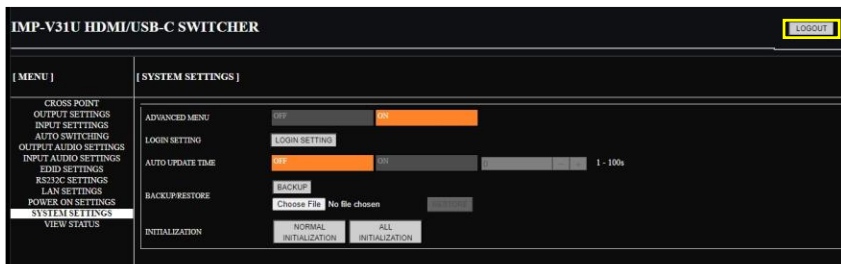 IMP-V31U HDMI/USB-C SWITCHER
LOGOUT
[ MENU ]
[ SYSTEM SETTINGS ]
CROSS POINT
OUTPUT SETTINGS
INPUT SETTTINGS
AUTO SWITCHING
OUTPUT AUDIO SETTINGS
INPUT AUDIO SETTINGS
EDID SETTINGS
RS232C SETTINGS
LAN SETTINGS
POWER ON SETTINGS
SYSTEM SETTINGS
VIEW STATUS
ADVANCED MENU OFF ON
LOGIN SETTING LOGIN SETTING
AUTO UPDATE TIME OFF ON 0 - + 1 - 100s
BACKUP/RESTORE BACKUP
Choose File No file chosen RESTORE
INITIALIZATION NORMAL INITIALIZATION ALL INITIALIZATION